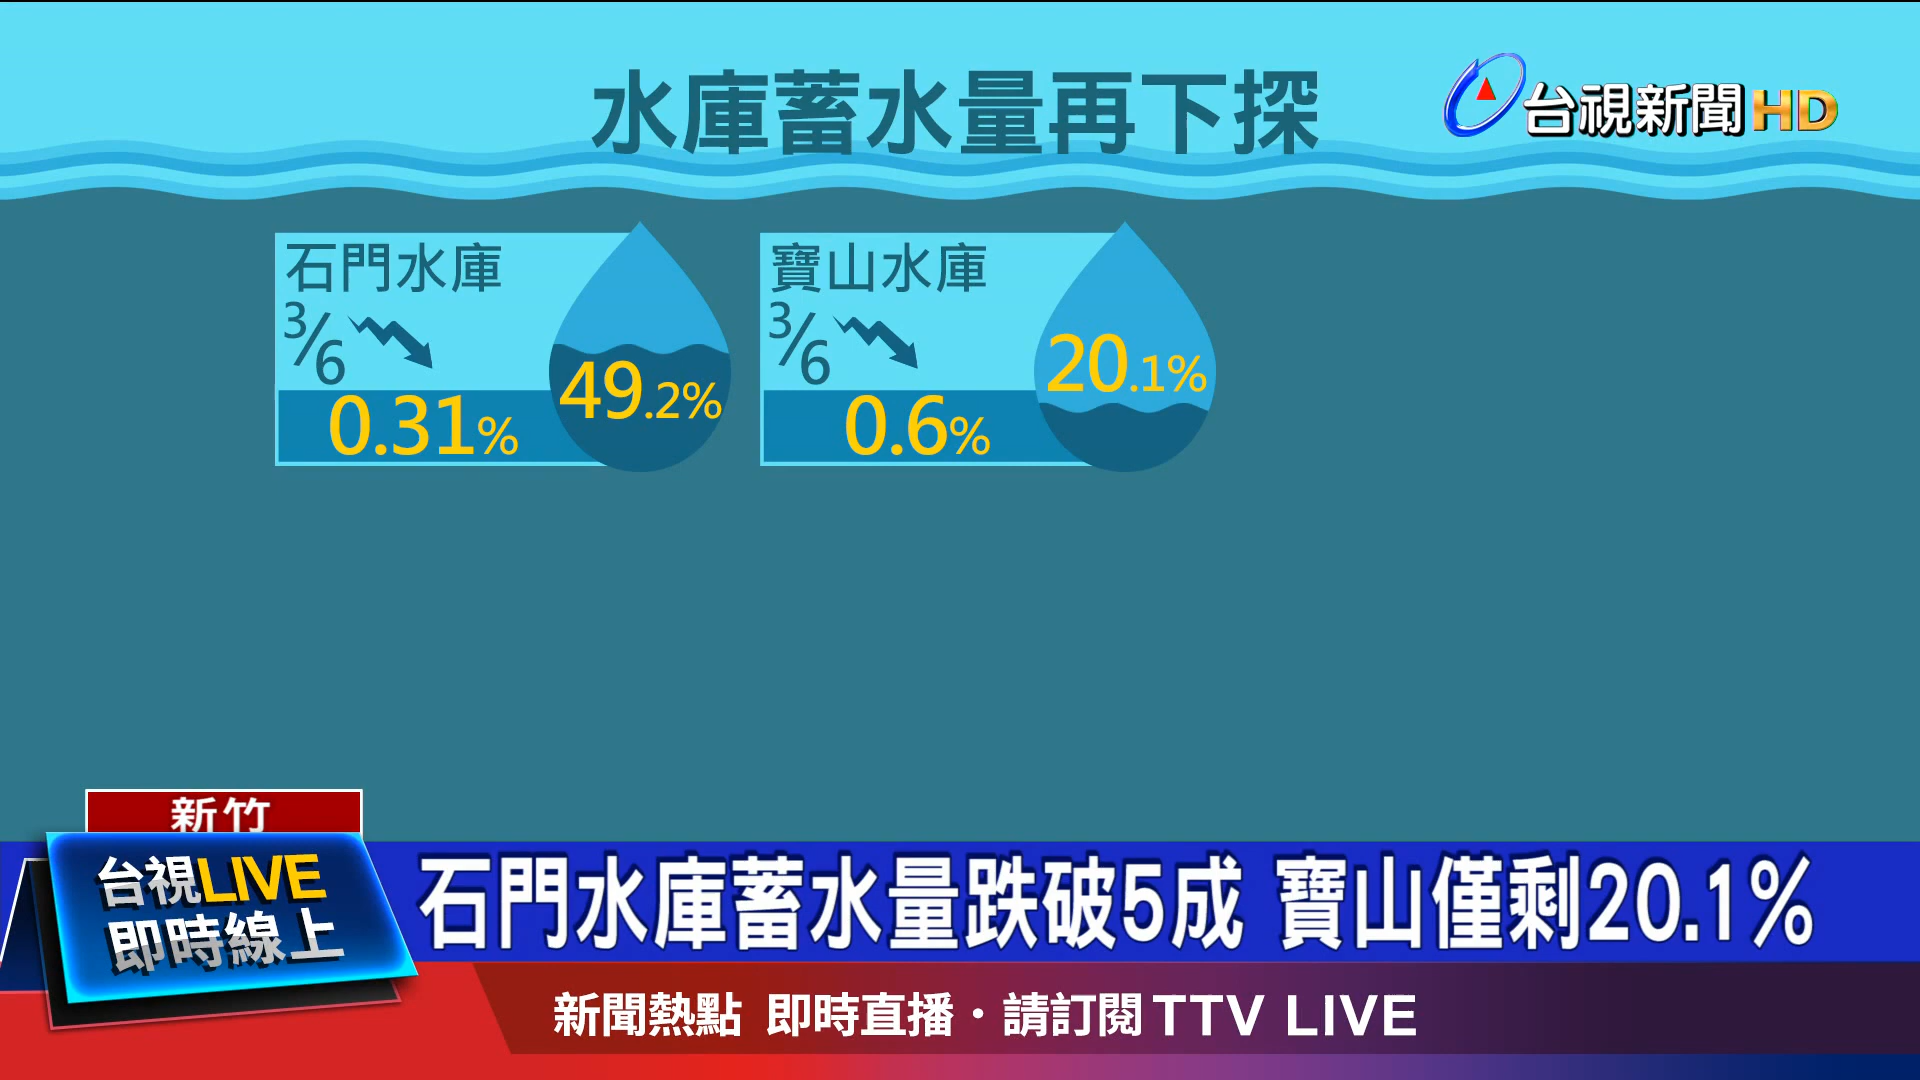 水庫蓄水量再下探
台視新聞HD
石門水庫
3/6
0.31%
49.2%
寶山水庫
3/6
0.6%
20.1%
新竹
台視LIVE
即時線上
石門水庫蓄水量跌破5成 寶山僅剩20.1%
新聞熱點 即時直播·請訂閱TTV LIVE